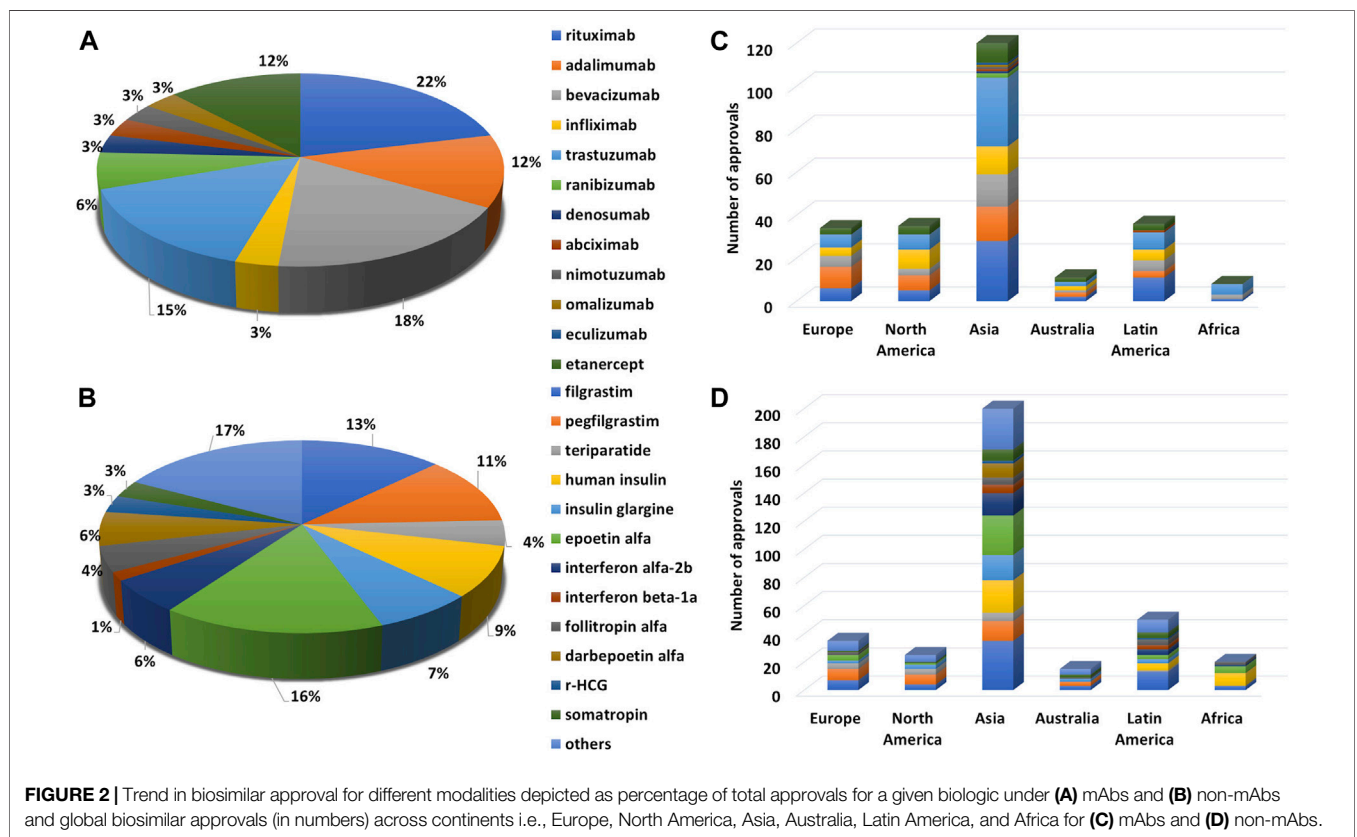 A
12%
22%
12%
18%
3%
15%
6%
3%
3%
3%
3%
rituximab
adalimumab
bevacizumab
infliximab
trastuzumab
ranibizumab
denosumab
abciximab
nimotuzumab
omalizumab
eculizumab
etanercept
C
Number of approvals
120
100
80
60
40
20
0
Europe
North
America
Asia
Australia
Latin
America
Africa
B
17%
13%
11%
4%
9%
7%
16%
6%
1%
4%
6%
3%
3%
filgrastim
pegfilgrastim
teriparatide
human insulin
insulin glargine
epoetin alfa
interferon alfa-2b
interferon beta-1a
follitropin alfa
darbepoetin alfa
r-HCG
somatropin
others
D
Number of approvals
200
180
160
140
120
100
80
60
40
20
0
Europe
North
America
Asia
Australia
Latin
America
Africa
FIGURE 2 | Trend in biosimilar approval for different modalities depicted as percentage of total approvals for a given biologic under (A) mAbs and (B) non-mAbs
and global biosimilar approvals (in numbers) across continents i.e., Europe, North America, Asia, Australia, Latin America, and Africa for (C) mAbs and (D) non-mAbs.